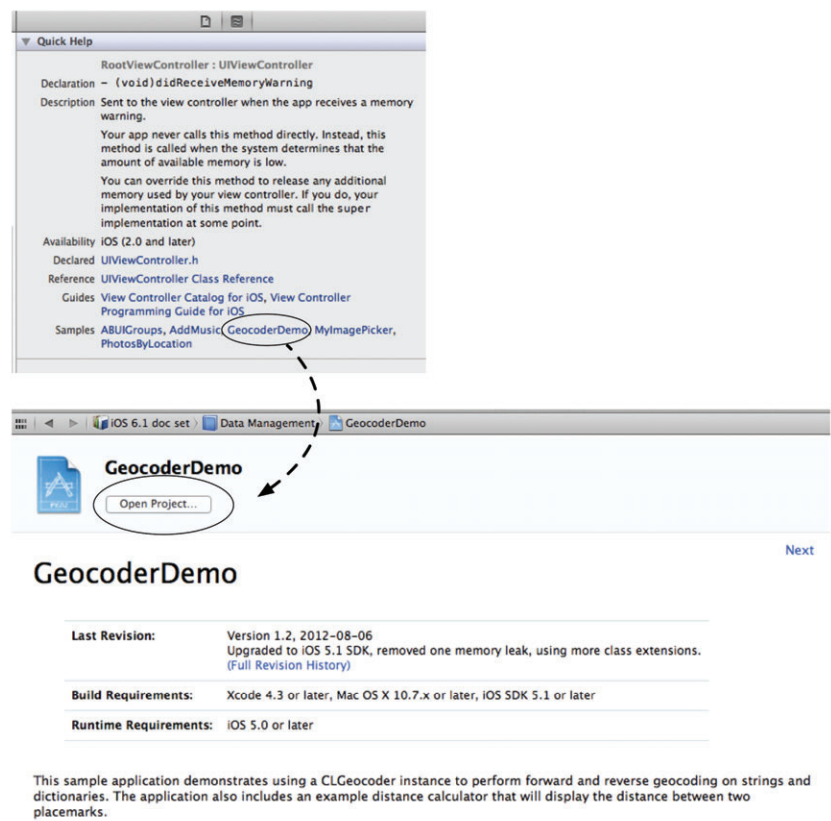 Quick Help
RootViewController : UIViewController
Declaration – (void)didReceiveMemoryWarning
Description Sent to the view controller when the app receives a memory
warning.
Your app never calls this method directly. Instead, this
method is called when the system determines that the
amount of available memory is low.
You can override this method to release any additional
memory used by your view controller. If you do, your
implementation of this method must call the super
implementation at some point.
Availability iOS (2.0 and later)
Declared UIViewController.h
Reference UIViewController Class Reference
Guides View Controller Catalog for iOS, View Controller
Programming Guide for iOS
Samples ABUIGroups, AddMusic, GeocoderDemo, MyImagePicker,
PhotosByLocation
iOS 6.1 doc set Data Management GeocoderDemo
GeocoderDemo
Open Project...
Next
GeocoderDemo
Last Revision: Version 1.2, 2012-08-06
Upgraded to iOS 5.1 SDK, removed one memory leak, using more class extensions.
(Full Revision History)
Build Requirements: Xcode 4.3 or later, Mac OS X 10.7.x or later, iOS SDK 5.1 or later
Runtime Requirements: iOS 5.0 or later
This sample application demonstrates using a CLGeocoder instance to perform forward and reverse geocoding on strings and
dictionaries. The application also includes an example distance calculator that will display the distance between two
placemarks.